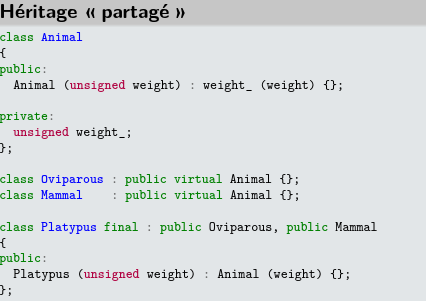 Héritage « partagé »
class Animal
{
public:
  Animal (unsigned weight) : weight_ (weight) {};
private:
  unsigned weight_;
};
class Oviparous : public virtual Animal {};
class Mammal    : public virtual Animal {};
class Platypus final : public Oviparous, public Mammal
{
public:
  Platypus (unsigned weight) : Animal (weight) {};
};